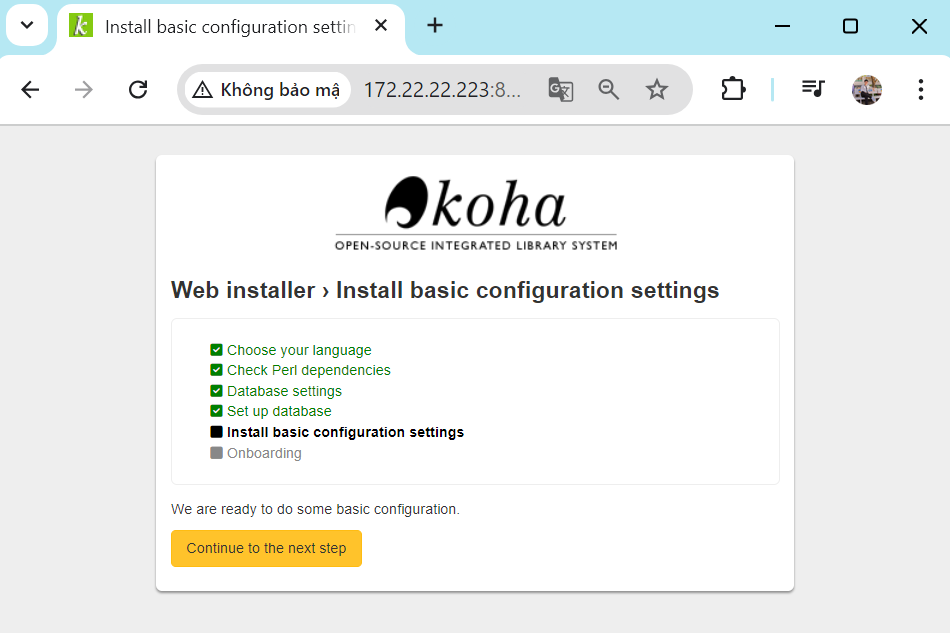 Install basic configuration settin
Không bảo mậ
172.22.22.223:8...
koha
OPEN-SOURCE INTEGRATED LIBRARY SYSTEM
Web installer › Install basic configuration settings
Choose your language
Check Perl dependencies
Database settings
Set up database
Install basic configuration settings
Onboarding
We are ready to do some basic configuration.
Continue to the next step